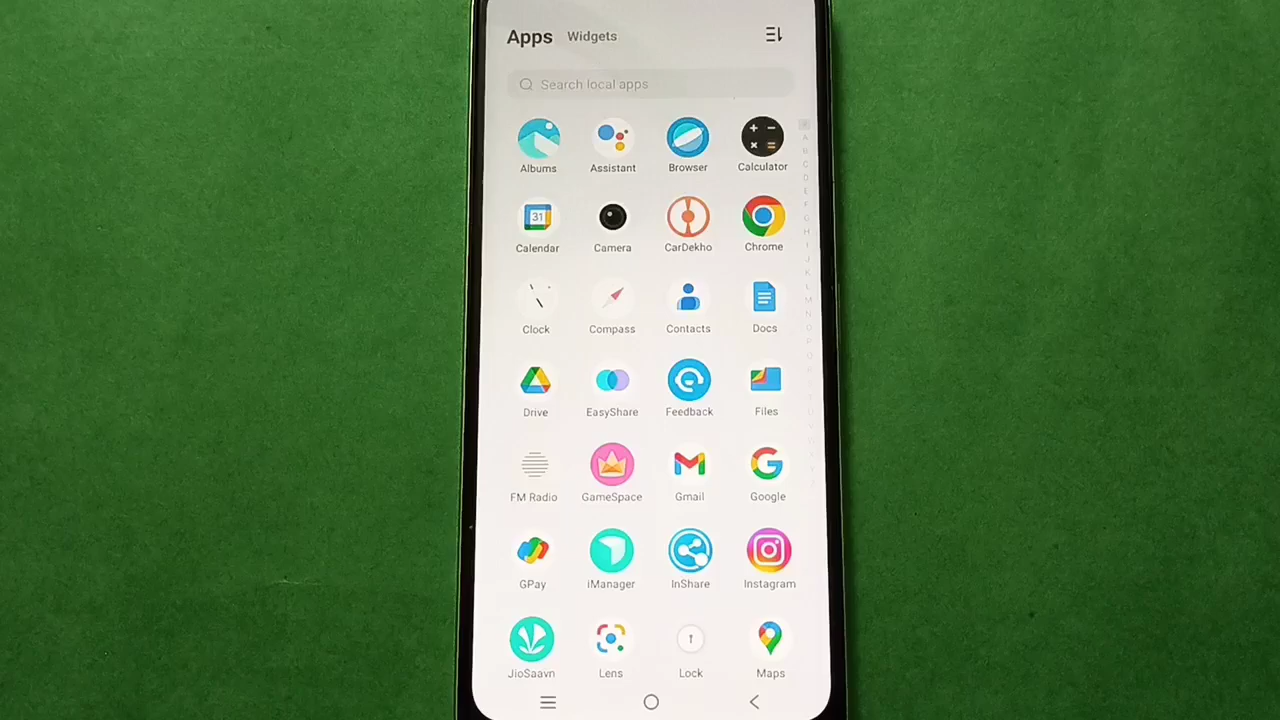 Apps Widgets
Search local apps
Albums Assistant Browser Calculator
31
Calendar Camera CarDekho Chrome
Clock Compass Contacts Docs
Drive EasyShare Feedback Files
FM Radio GameSpace Gmail Google
GPay iManager InShare Instagram
JioSaavn Lens Lock Maps